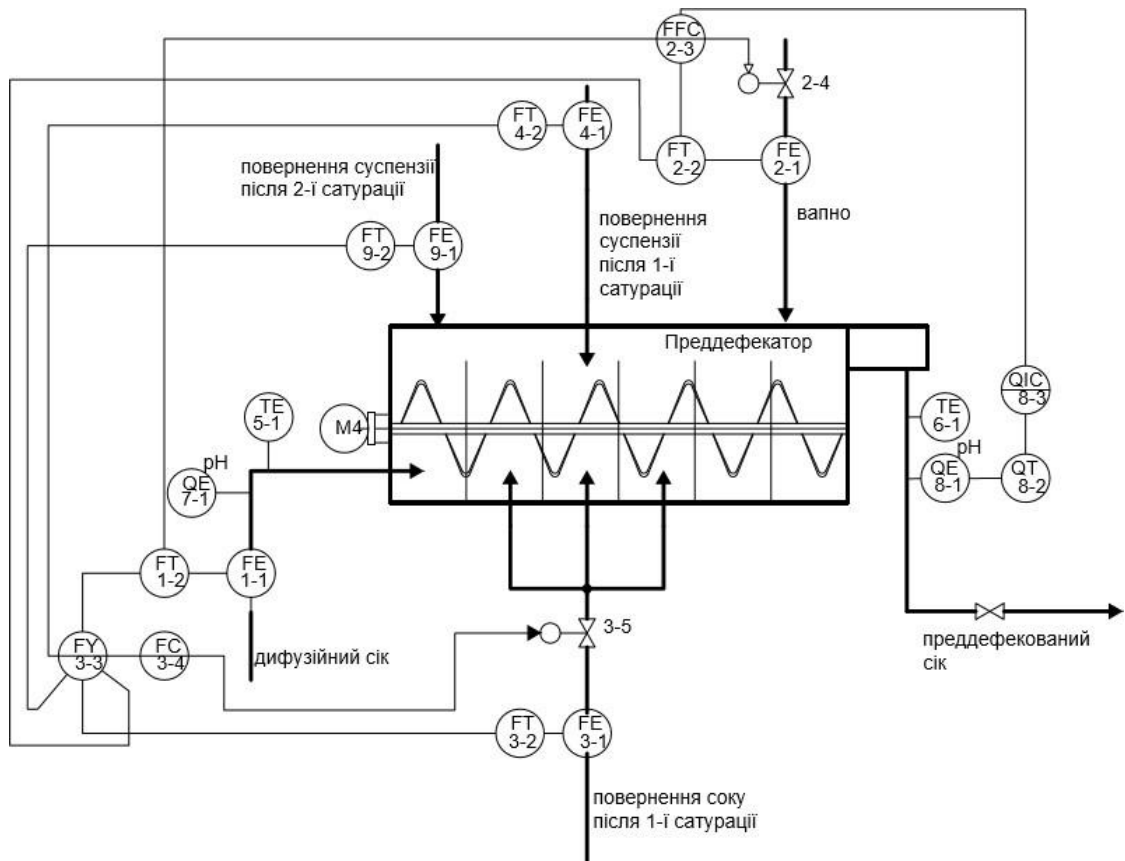 FFC
2-3
2-4
FT
4-2
FE
4-1
FT
2-2
FE
2-1
повернення суспензії
після 2-ї сатурації
вапно
FT
9-2
FE
9-1
повернення
суспензії
після 1-ї
сатурації
Преддефекатор
QIC
8-3
TE
5-1
M4
TE
6-1
pH
QE
7-1
pH
QE
8-1
QT
8-2
FT
1-2
FE
1-1
3-5
FY
3-3
FC
3-4
дифузійний сік
преддефекований
сік
FT
3-2
FE
3-1
повернення соку
після 1-ї сатурації